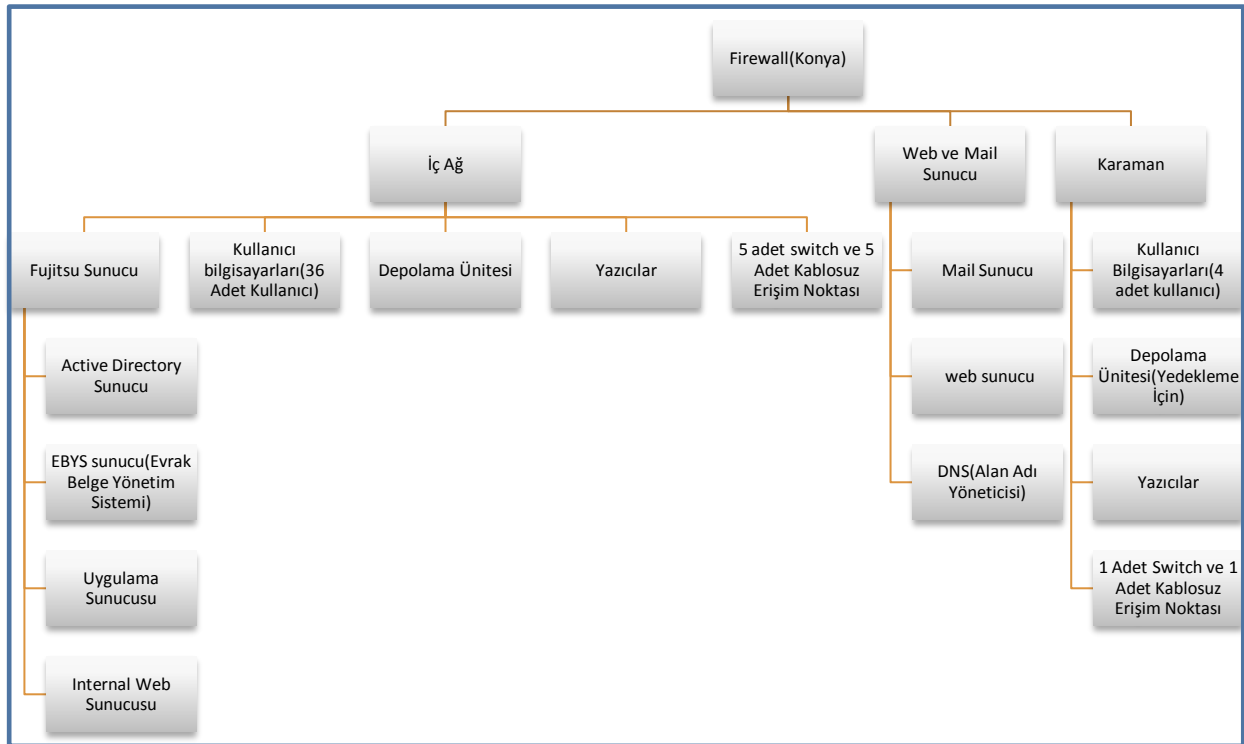 Firewall(Konya)
İç Ağ
Web ve Mail
Sunucu
Karaman
Fujitsu Sunucu
Kullanıcı
bilgisayarları(36
Adet Kullanıcı)
Depolama Ünitesi
Yazıcılar
5 adet switch ve 5
Adet Kablosuz
Erişim Noktası
Active Directory
Sunucu
EBYS sunucu(Evrak
Belge Yönetim
Sistemi)
Uygulama
Sunucusu
Internal Web
Sunucusu
Mail Sunucu
web sunucu
DNS(Alan Adı
Yöneticisi)
Kullanıcı
Bilgisayarları(4
adet kullanıcı)
Depolama
Ünitesi(Yedekleme
İçin)
Yazıcılar
1 Adet Switch ve 1
Adet Kablosuz
Erişim Noktası